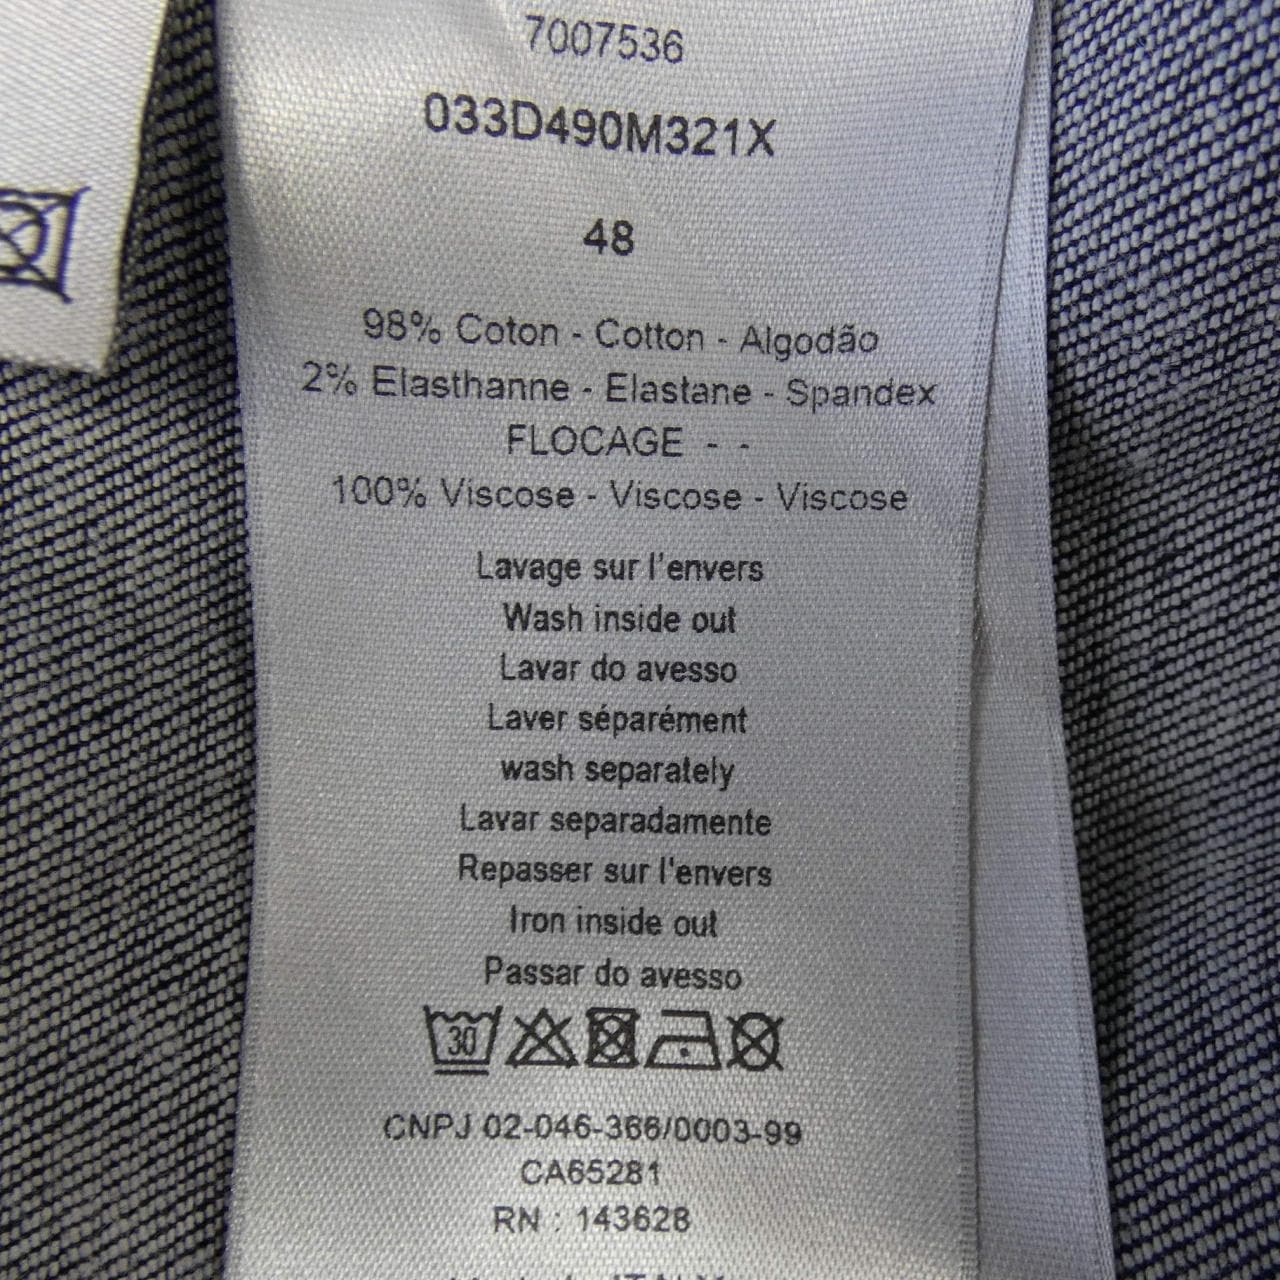 7007536
033D490M321X
48
98% Coton - Cotton - Algodão
2% Elasthanne - Elastane - Spandex
FLOCAGE - -
100% Viscose - Viscose - Viscose
Lavage sur l'envers
Wash inside out
Lavar do avesso
Laver séparément
wash separately
Lavar separadamente
Repasser sur l'envers
Iron inside out
Passar do avesso
30
CNPJ 02-046-366/0003-99
CA65281
RN : 143628